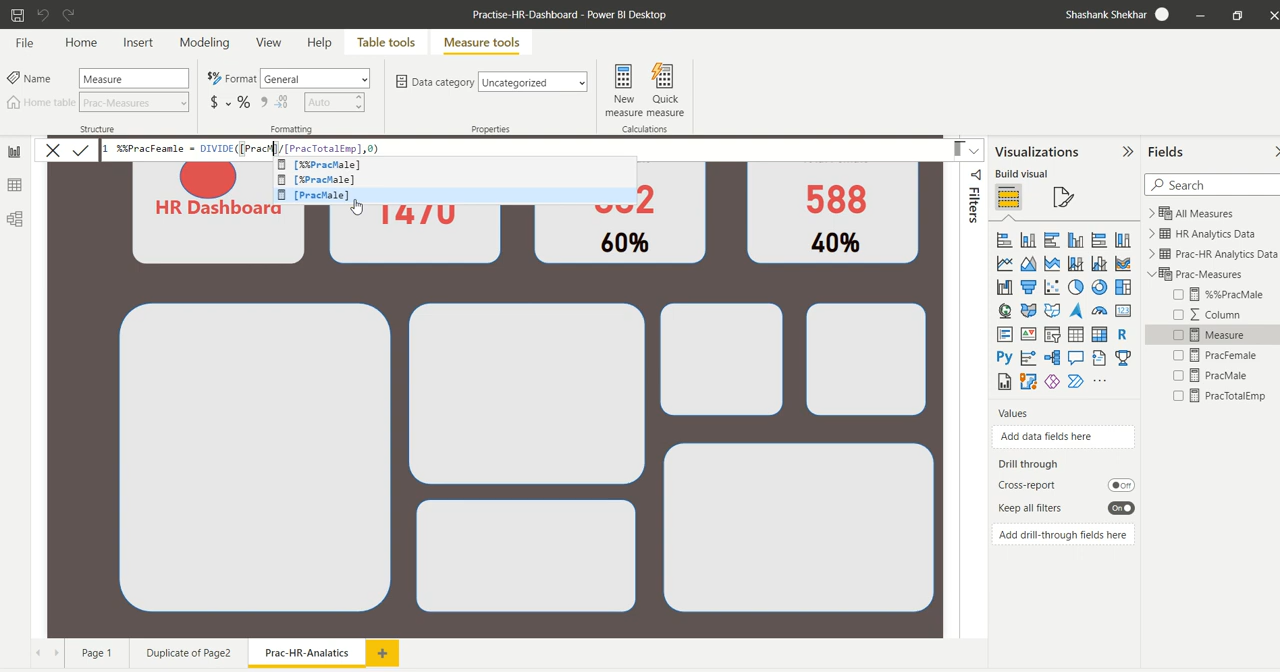 Practise-HR-Dashboard - Power BI Desktop
Shashank Shekhar
File
Home
Insert
Modeling
View
Help
Table tools
Measure tools
Name
Measure
Home table
Prac-Measures
Structure
Format
General
$
%
Auto
Formatting
Data category
Uncategorized
Properties
New measure
Quick measure
Calculations
1 %%PracFeamle = DIVIDE([PracM]/[PracTotalEmp],0)
[%%PracMale]
[%PracMale]
[PracMale]
HR Dashboard
1470
60%
588
40%
Filters
Visualizations
Build visual
R
Py
123
Values
Add data fields here
Drill through
Cross-report
Off
Keep all filters
On
Add drill-through fields here
Fields
Search
All Measures
HR Analytics Data
Prac-HR Analytics Data
Prac-Measures
%%PracMale
Column
Measure
PracFemale
PracMale
PracTotalEmp
Page 1
Duplicate of Page2
Prac-HR-Analatics